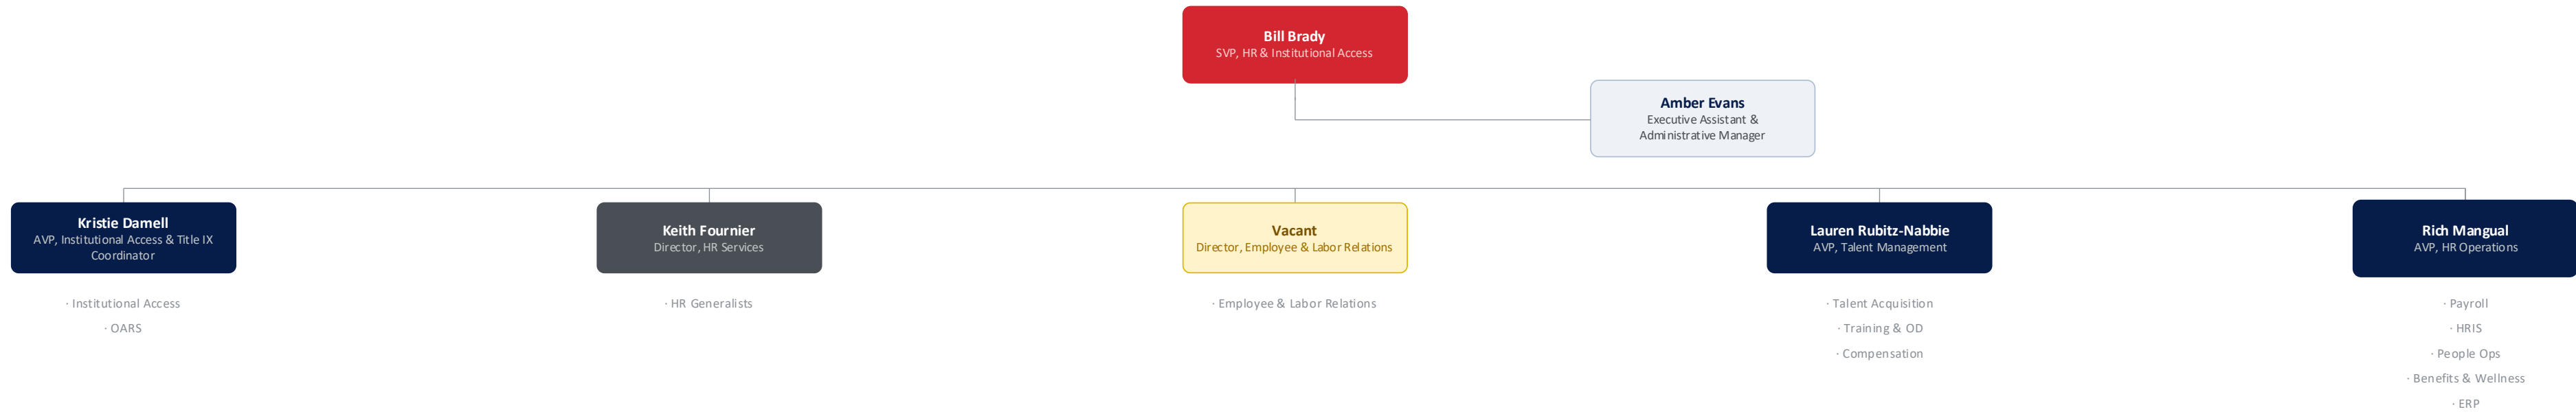 Bill Brady
SVP, HR & Institutional Access
Amber Evans
Executive Assistant &
Administrative Manager
Kristie Damell
AVP, Institutional Access & Title IX
Coordinator
· Institutional Access
· OARS
Keith Fournier
Director, HR Services
· HR Generalists
Vacant
Director, Employee & Labor Relations
· Employee & Labor Relations
Lauren Rubitz-Nabbie
AVP, Talent Management
· Talent Acquisition
· Training & OD
· Compensation
Rich Mangual
AVP, HR Operations
· Payroll
· HRIS
· People Ops
· Benefits & Wellness
· ERP